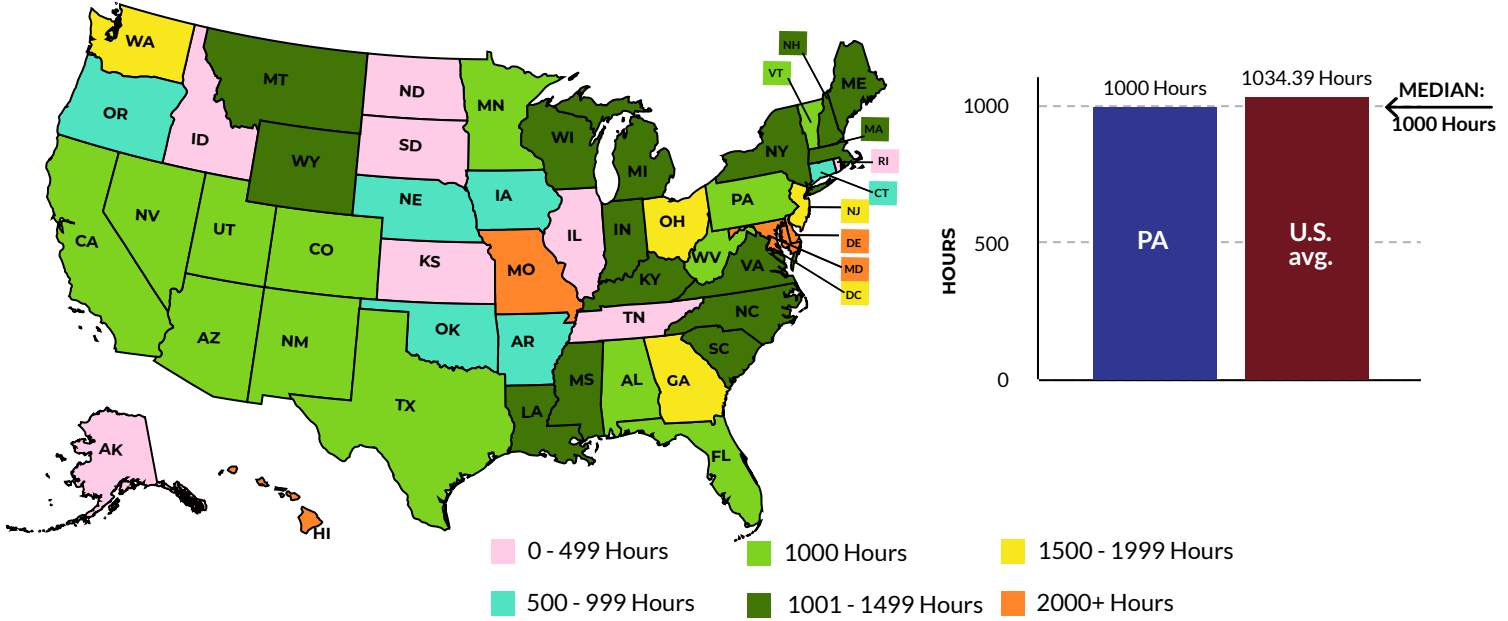 WA
MT
ND
MN
OR
ID
SD
WI
WY
MI
NE
IA
NY
ME
NH
VT
MA
RI
CT
NJ
DE
MD
DC
PA
OH
IN
IL
NV
UT
CO
CA
KS
MO
WV
VA
KY
NC
TN
SC
AZ
NM
OK
AR
MS
AL
GA
TX
LA
FL
AK
HI
0 - 499 Hours
500 - 999 Hours
1000 Hours
1001 - 1499 Hours
1500 - 1999 Hours
2000+ Hours
HOURS
1000
500
0
1000 Hours
1034.39 Hours
PA
U.S.
avg.
MEDIAN:
1000 Hours